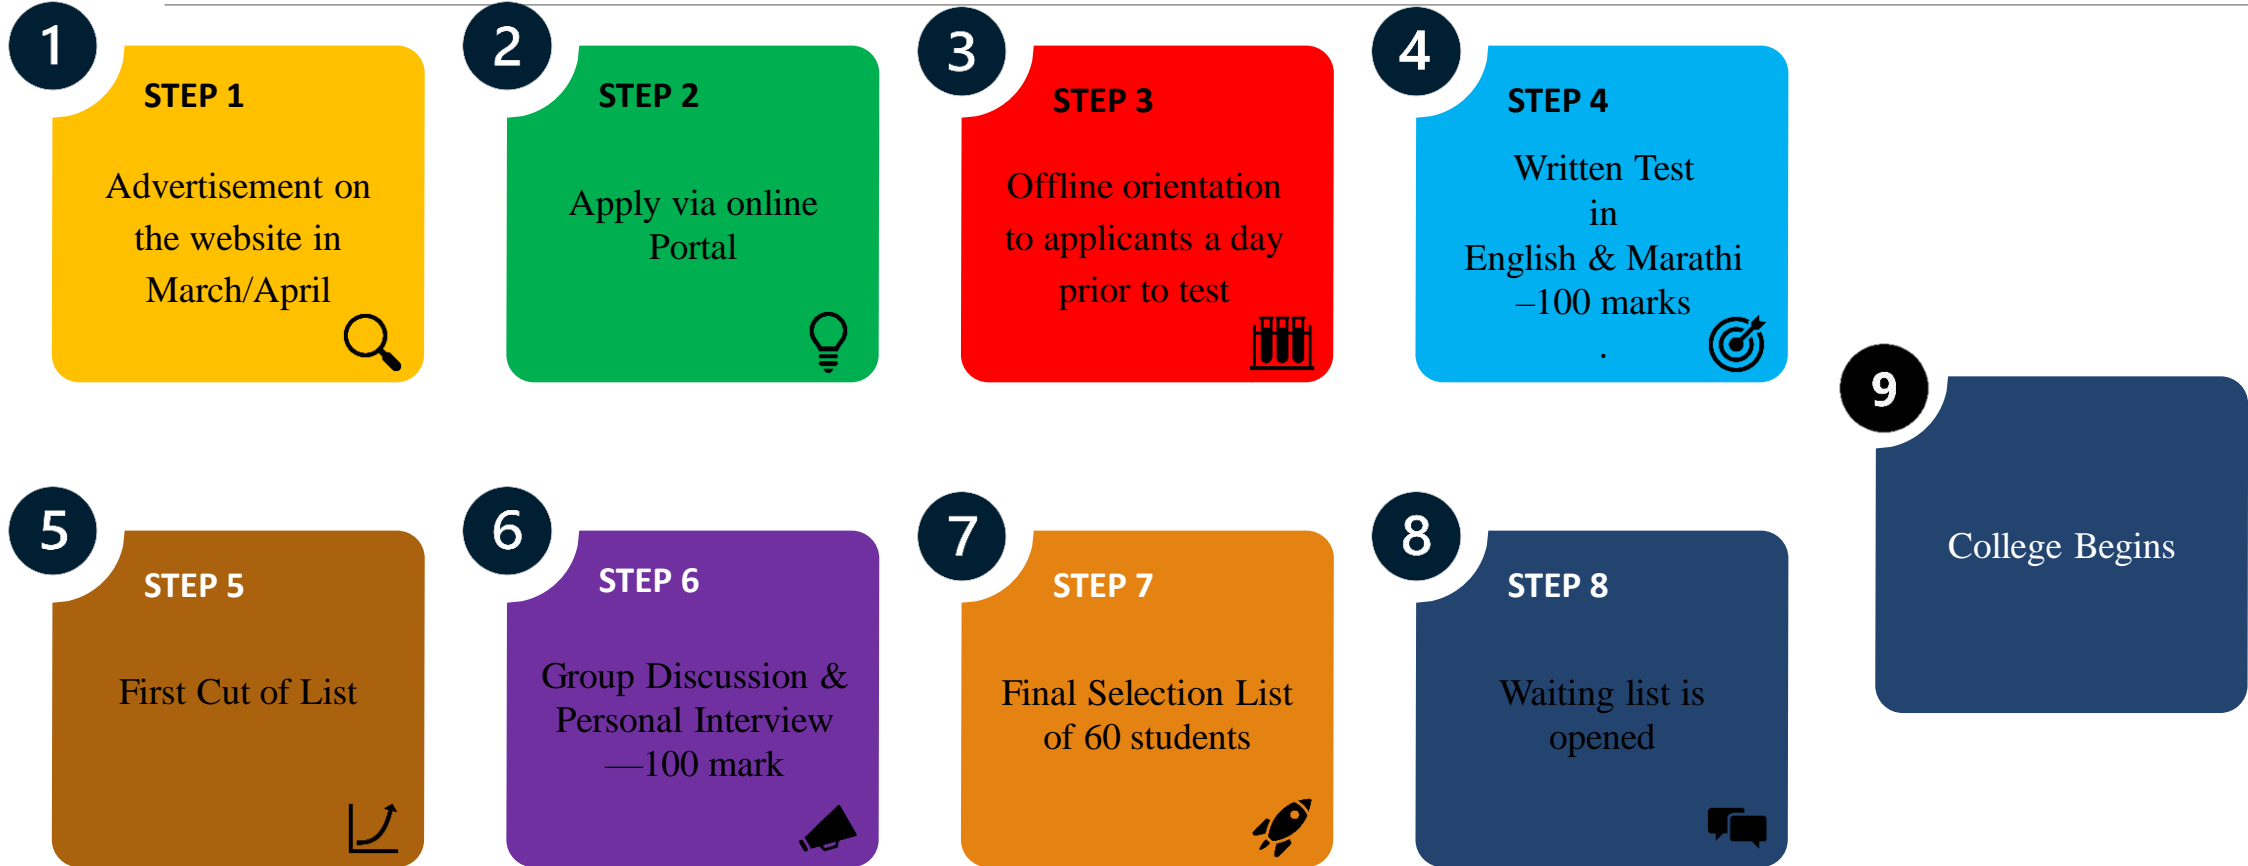 1
STEP 1
Advertisement on
the website in
March/April
2
STEP 2
Apply via online
Portal
3
STEP 3
Offline orientation
to applicants a day
prior to test
4
STEP 4
Written Test
in
English & Marathi
–100 marks
.
5
STEP 5
First Cut of List
6
STEP 6
Group Discussion &
Personal Interview
—100 mark
7
STEP 7
Final Selection List
of 60 students
8
STEP 8
Waiting list is
opened
9
College Begins